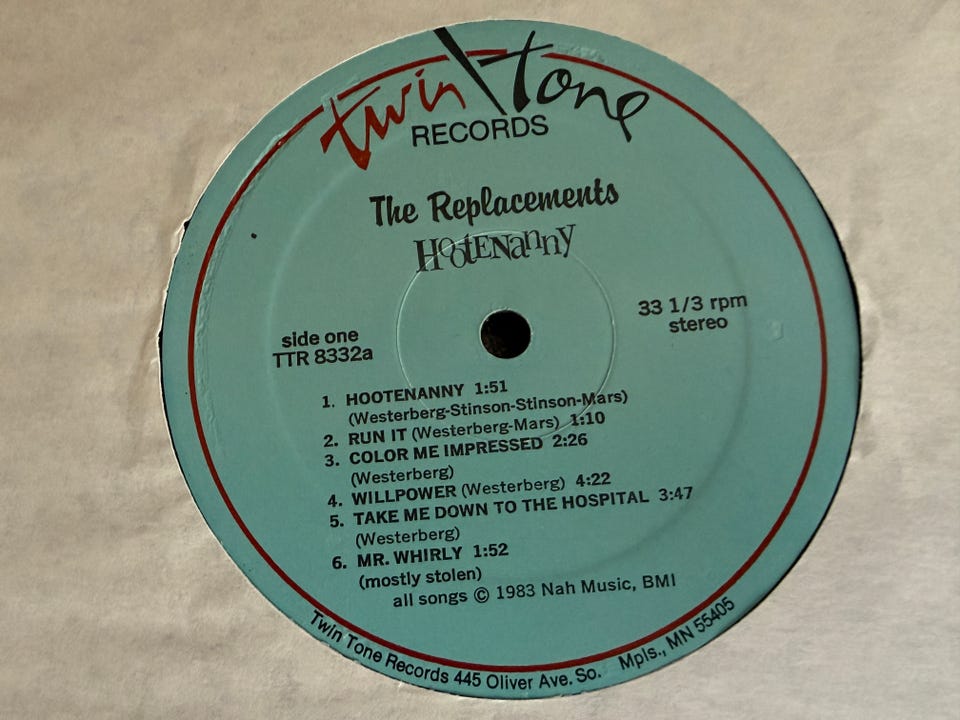 twin\tone
RECORDS
The Replacements
HootENanny
side one
TTR 8332a
33 1/3 rpm
stereo
1. HOOTENANNY 1:51
(Westerberg-Stinson-Stinson-Mars)
2. RUN IT (Westerberg-Mars) 1:10
3. COLOR ME IMPRESSED 2:26
(Westerberg)
4. WILLPOWER (Westerberg) 4:22
5. TAKE ME DOWN TO THE HOSPITAL 3:47
(Westerberg)
6. MR. WHIRLY 1:52
(mostly stolen)
all songs © 1983 Nah Music, BMI
Twin Tone Records 445 Oliver Ave. So. Mpls., MN 55405